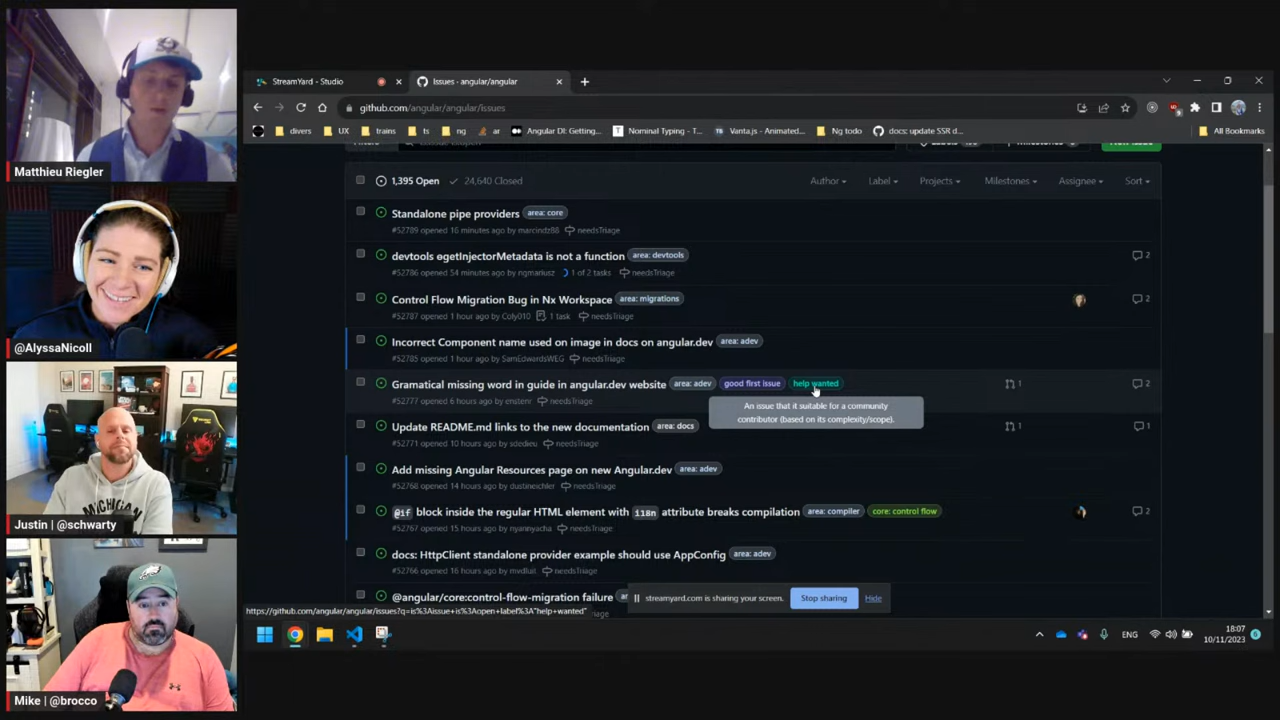 Matthieu Riegler
@AlyssaNicoll
Justin | @schwarty
MICHIGAN
Mike | @brocco
StreamYard - Studio
Issues · angular/angular
github.com/angular/angular/issues
divers
UX
trains
ts
ng
ar
Angular DI: Getting...
Nominal Typing - T...
Vanta.js - Animated...
Ng todo
docs: update SSR d...
All Bookmarks
1,395 Open
24,640 Closed
Author
Label
Projects
Milestones
Assignee
Sort
Standalone pipe providers area: core
#52789 opened 16 minutes ago by marcindz88 needsTriage
devtools ɵgetInjectorMetadata is not a function area: devtools 2
#52786 opened 54 minutes ago by ngmariusz 1 of 2 tasks needsTriage
Control Flow Migration Bug in Nx Workspace area: migrations 2
#52787 opened 1 hour ago by Coly010 1 task needsTriage
Incorrect Component name used on image in docs on angular.dev area: adev
#52785 opened 1 hour ago by SamEdwardsWEG needsTriage
Gramatical missing word in guide in angular.dev website area: adev good first issue help wanted 1 2
#52777 opened 6 hours ago by enstenr needsTriage
An issue that it suitable for a community
contributor (based on its complexity/scope).
Update README.md links to the new documentation area: docs 1 1
#52771 opened 10 hours ago by sdedieu needsTriage
Add missing Angular Resources page on new Angular.dev area: adev
#52768 opened 14 hours ago by dustineichler needsTriage
@if block inside the regular HTML element with i18n attribute breaks compilation area: compiler core: control flow 2
#52767 opened 15 hours ago by nyannyacha needsTriage
docs: HttpClient standalone provider example should use AppConfig area: adev
#52766 opened 16 hours ago by mvdluit needsTriage
@angular/core:control-flow-migration failure
streamyard.com is sharing your screen.
Stop sharing
Hide
https://github.com/angular/angular/issues?q=is%3Aissue+is%3Aopen+label%3A"help+wanted"
ENG
18:07
10/11/2023
6